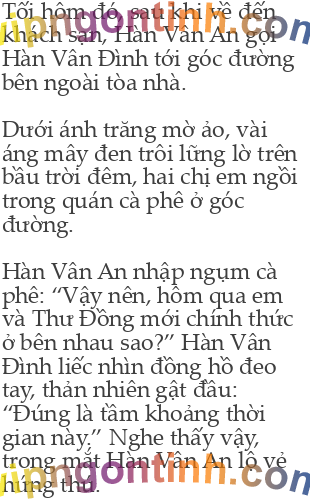 Tối hôm đó, sau khi về đến
khách sạn, Hàn Vân An gọi
Hàn Vân Đình tới góc đường
bên ngoài tòa nhà.
Dưới ánh trăng mờ ảo, vài
áng mây đen trôi lững lờ trên
bầu trời đêm, hai chị em ngồi
trong quán cà phê ở góc
đường.
Hàn Vân An nhập ngụm cà
phê: “Vậy nên, hôm qua em
và Thư Đồng mới chính thức
ở bên nhau sao?” Hàn Vân
Đình liếc nhìn đồng hồ đeo
tay, thản nhiên gật đầu:
“Đúng là tầm khoảng thời
gian này.” Nghe thấy vậy,
trong mắt Hàn Vân An lộ vẻ
hứng thú.